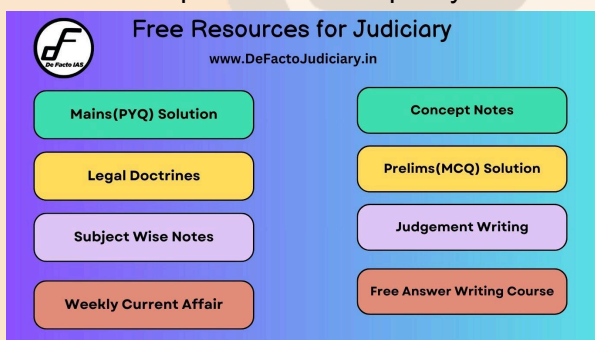 Free Resources for Judiciary
De Facto IAS
www.DeFactoJudiciary.in
Mains(PYQ) Solution
Concept Notes
Legal Doctrines
Prelims(MCQ) Solution
Subject Wise Notes
Judgement Writing
Weekly Current Affair
Free Answer Writing Course